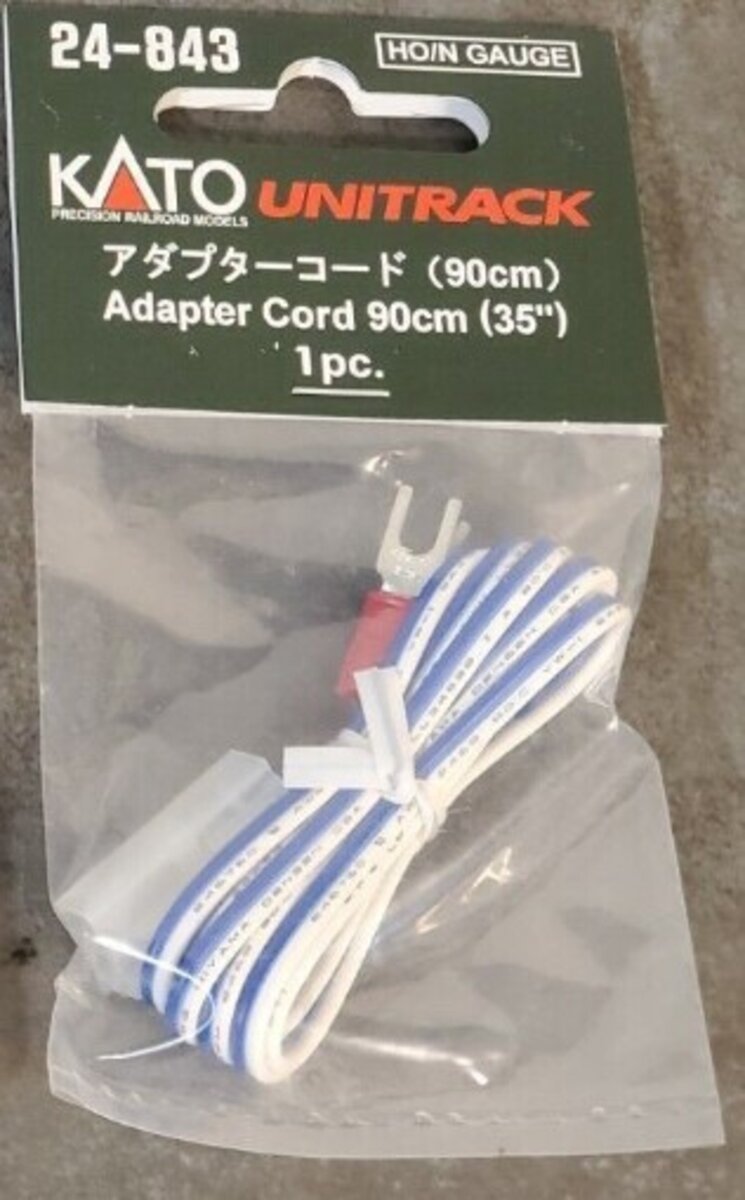 24-843
HO/N GAUGE
KATO UNITRACK
PRECISION RAILROAD MODELS
アダプターコード（90cm）
Adapter Cord 90cm (35")
1pc.